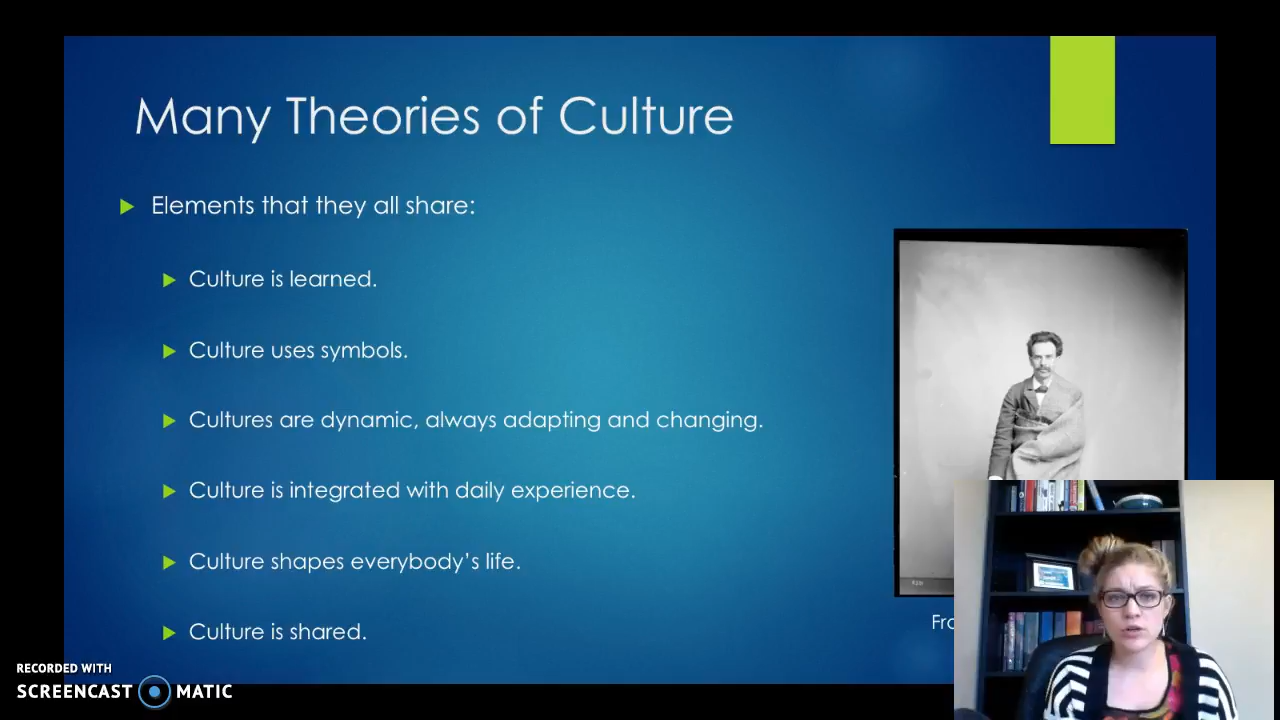 Many Theories of Culture
Elements that they all share:
Culture is learned.
Culture uses symbols.
Cultures are dynamic, always adapting and changing.
Culture is integrated with daily experience.
Culture shapes everybody's life.
Culture is shared.
RECORDED WITH
SCREENCAST MATIC